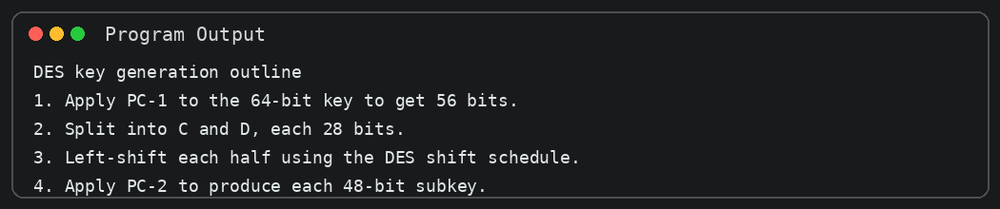 Program Output
DES key generation outline
1. Apply PC-1 to the 64-bit key to get 56 bits.
2. Split into C and D, each 28 bits.
3. Left-shift each half using the DES shift schedule.
4. Apply PC-2 to produce each 48-bit subkey.